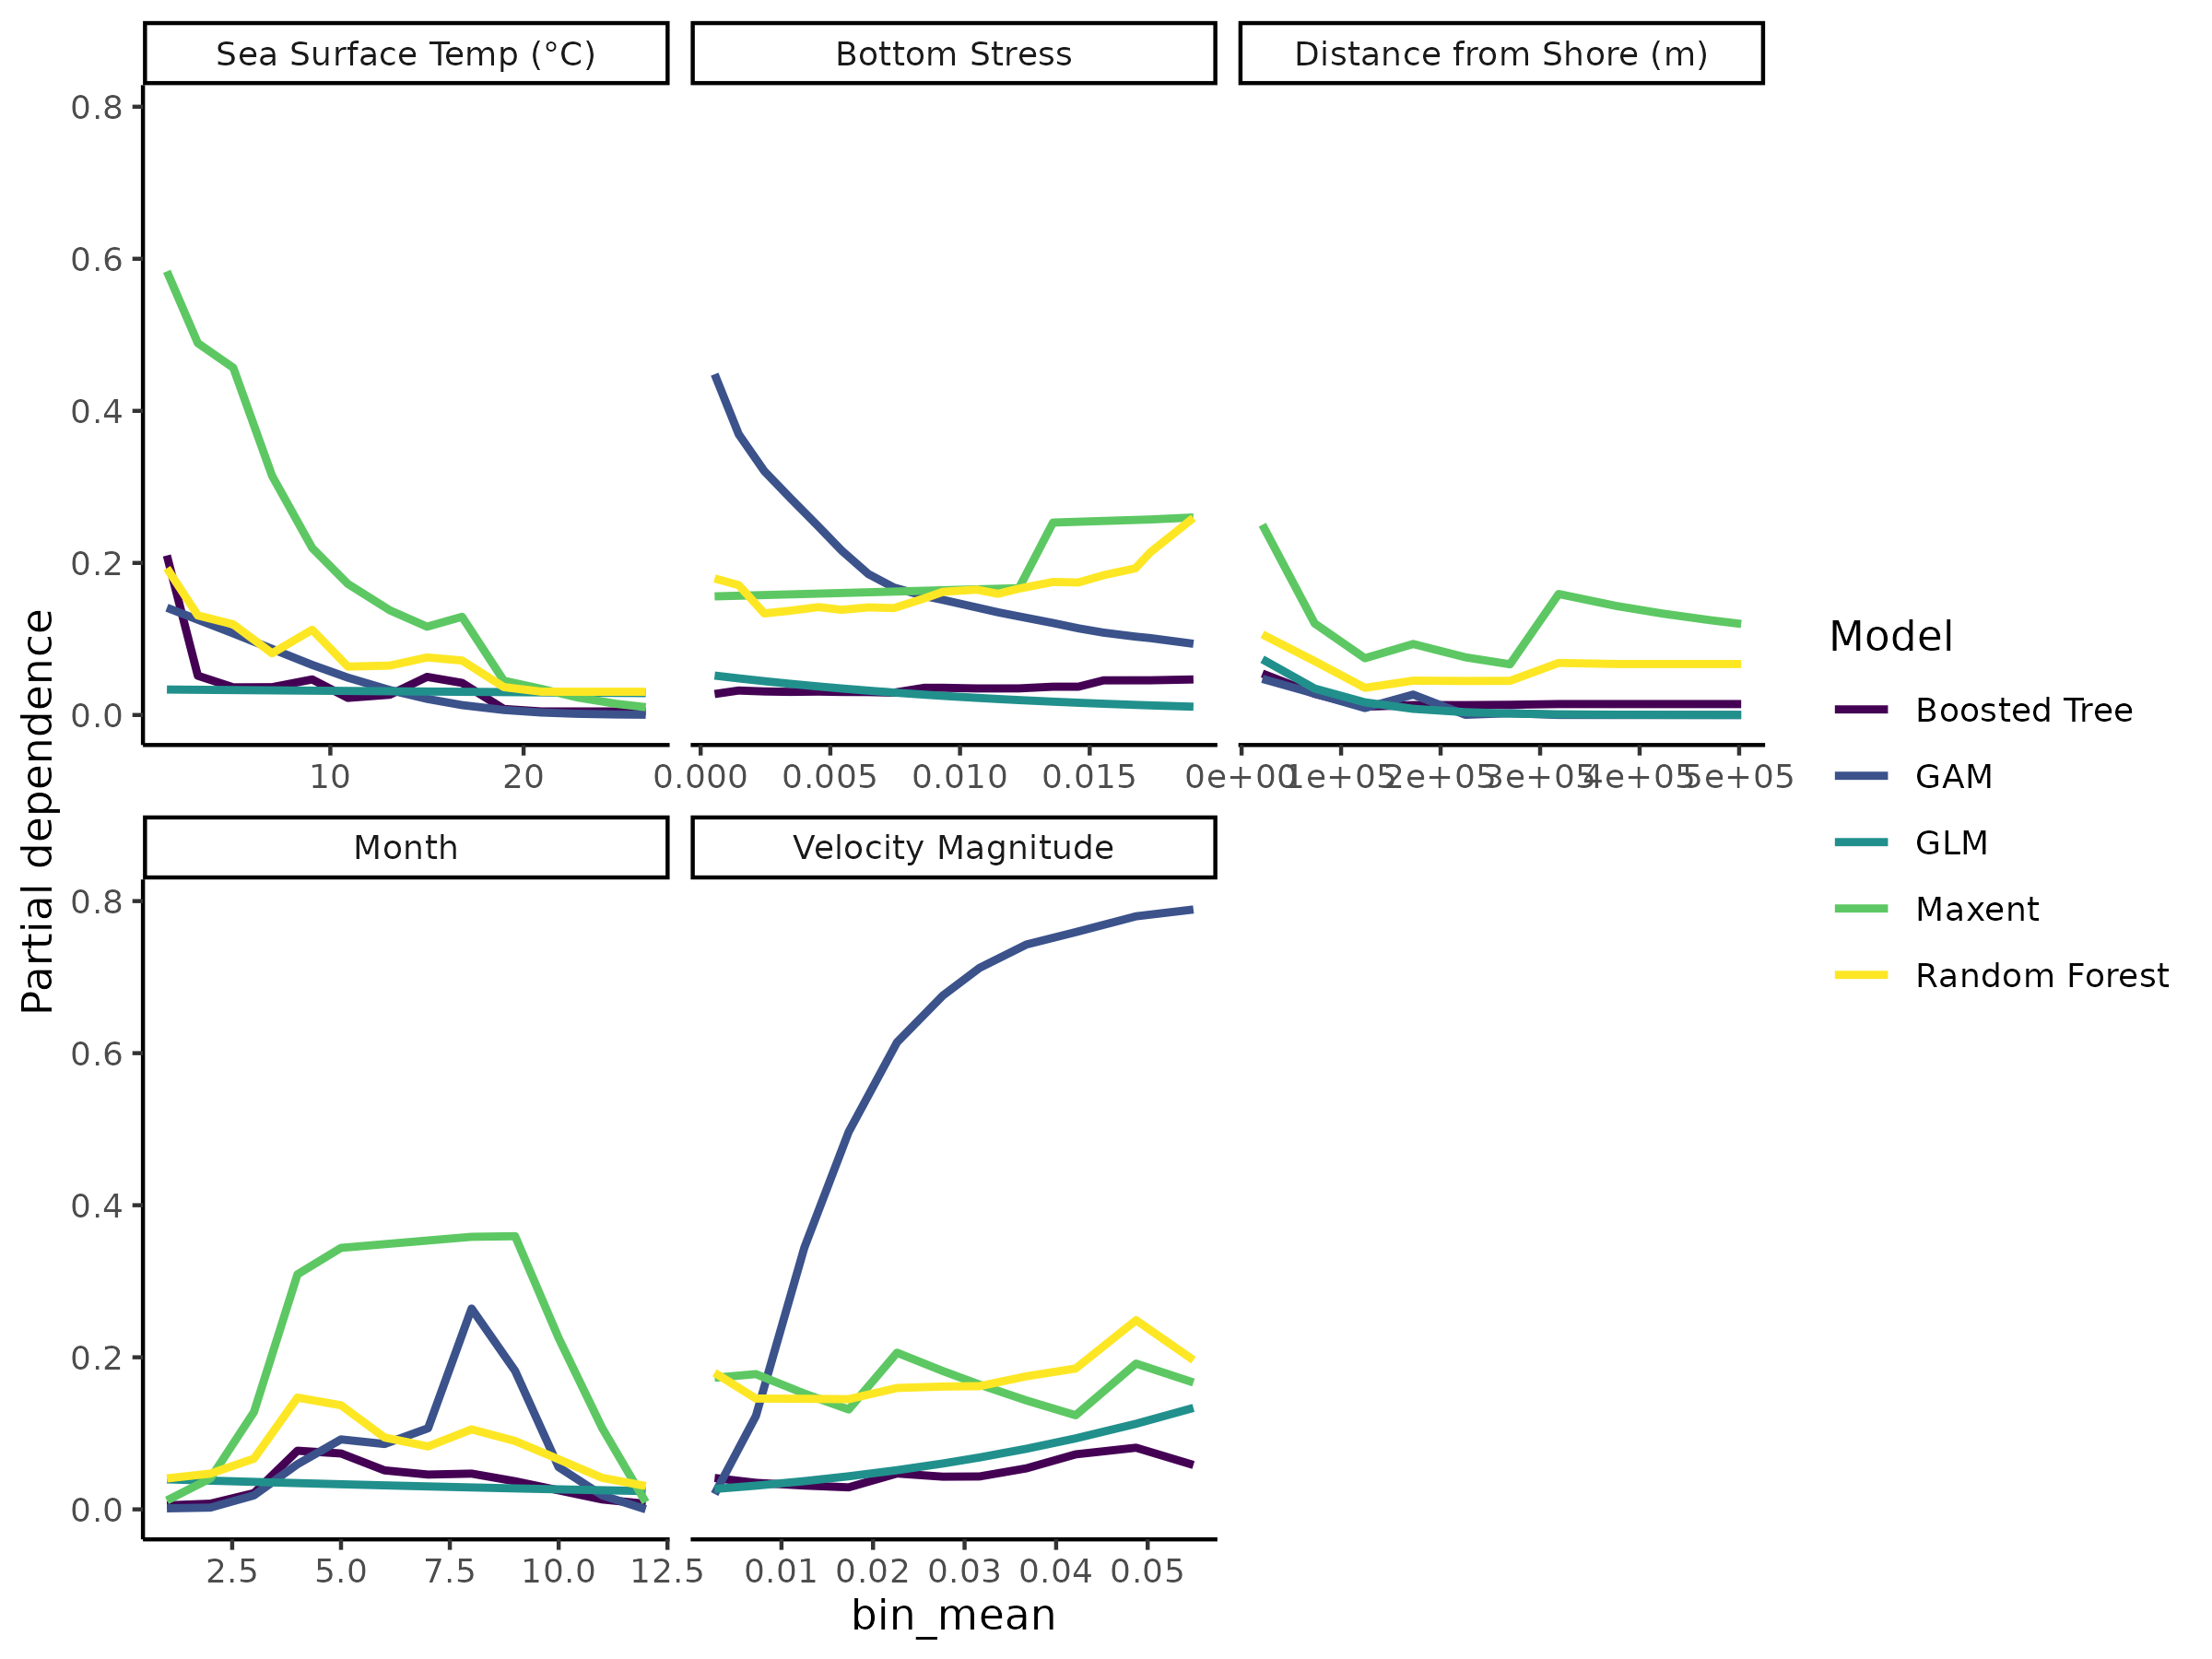 Sea Surface Temp (°C)
Bottom Stress
Distance from Shore (m)
0.8
0.6
0.4
0.2
0.0
10 20
0.000 0.005 0.010 0.015
0e+00 1e+05 2e+05 3e+05 4e+05 5e+05
Partial dependence
Month
Velocity Magnitude
0.8
0.6
0.4
0.2
0.0
2.5 5.0 7.5 10.0 12.5
0.01 0.02 0.03 0.04 0.05
bin_mean
Model
Boosted Tree
GAM
GLM
Maxent
Random Forest